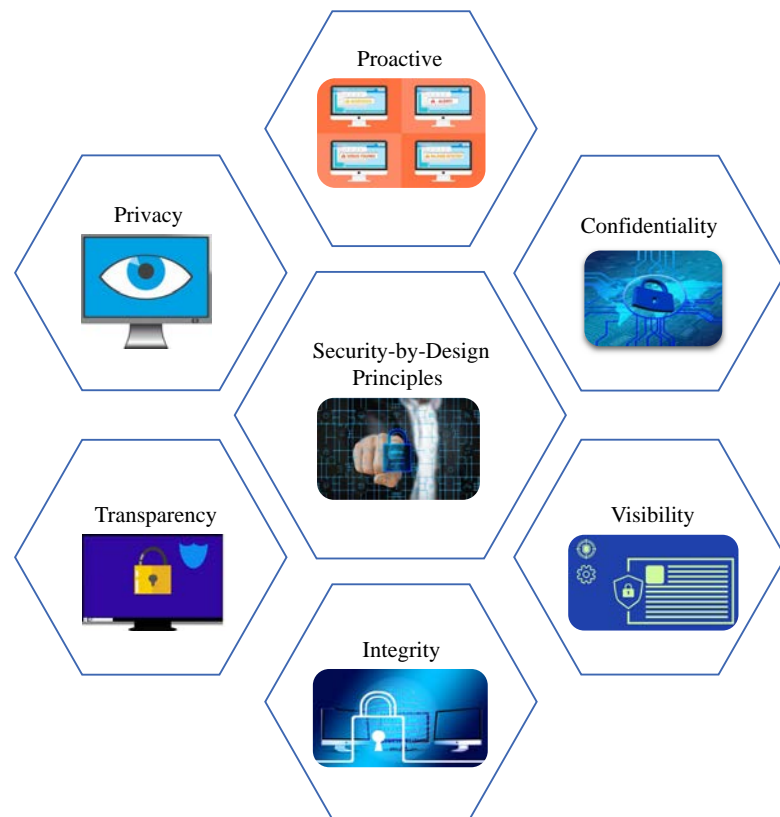 Proactive
Privacy
Confidentiality
Security-by-Design
Principles
Transparency
Visibility
Integrity